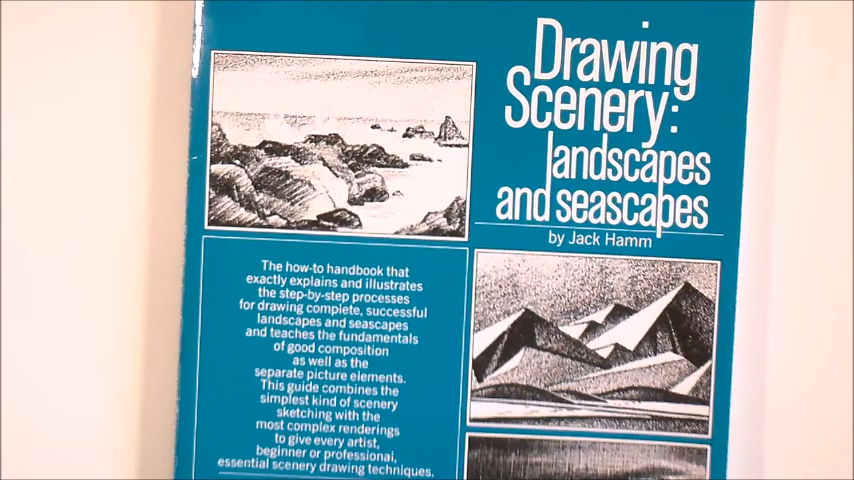 Drawing
Scenery:
landscapes
and seascapes
by Jack Hamm
The how-to handbook that
exactly explains and illustrates
the step-by-step processes
for drawing complete, successful
landscapes and seascapes
and teaches the fundamentals
of good composition
as well as the
separate picture elements.
This guide combines the
simplest kind of scenery
sketching with the
most complex renderings
to give every artist,
beginner or professional,
essential scenery drawing techniques.